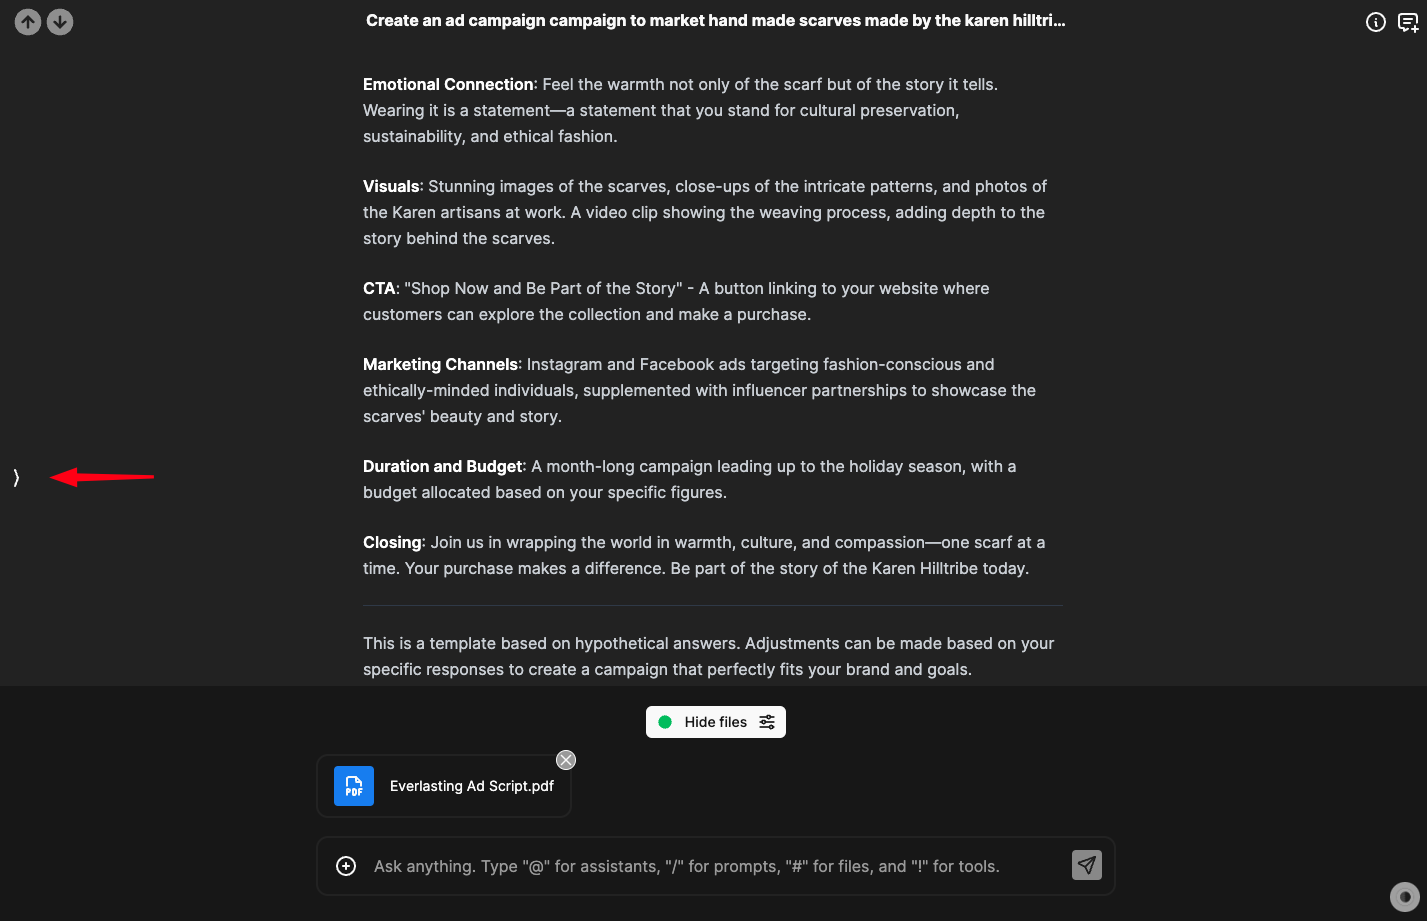 Create an ad campaign campaign to market hand made scarves made by the karen hilltri...
Emotional Connection: Feel the warmth not only of the scarf but of the story it tells.
Wearing it is a statement—a statement that you stand for cultural preservation,
sustainability, and ethical fashion.
Visuals: Stunning images of the scarves, close-ups of the intricate patterns, and photos of
the Karen artisans at work. A video clip showing the weaving process, adding depth to the
story behind the scarves.
CTA: "Shop Now and Be Part of the Story" - A button linking to your website where
customers can explore the collection and make a purchase.
Marketing Channels: Instagram and Facebook ads targeting fashion-conscious and
ethically-minded individuals, supplemented with influencer partnerships to showcase the
scarves' beauty and story.
Duration and Budget: A month-long campaign leading up to the holiday season, with a
budget allocated based on your specific figures.
Closing: Join us in wrapping the world in warmth, culture, and compassion—one scarf at a
time. Your purchase makes a difference. Be part of the story of the Karen Hilltribe today.
This is a template based on hypothetical answers. Adjustments can be made based on your
specific responses to create a campaign that perfectly fits your brand and goals.
Hide files
PDF
Everlasting Ad Script.pdf
Ask anything. Type "@" for assistants, "/" for prompts, "#" for files, and "!" for tools.